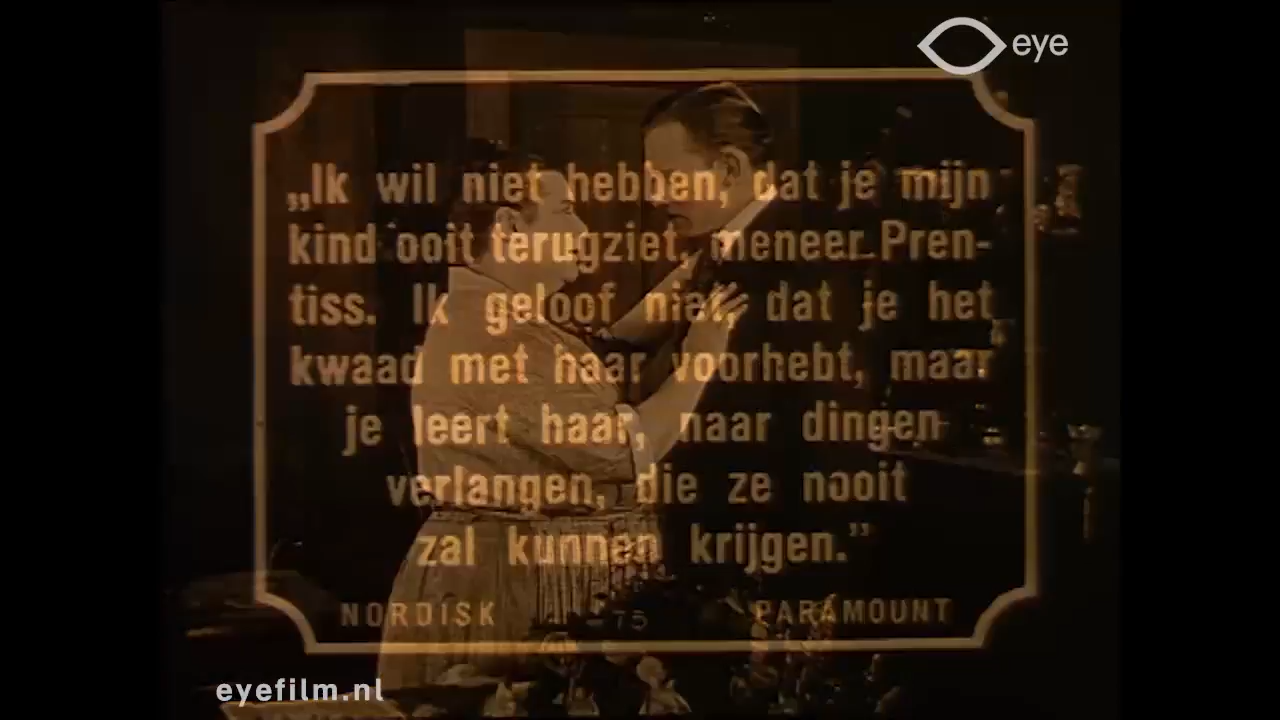 eye
„Ik wil niet hebben, dat je mijn
kind ooit terugziet, meneer Pren-
tiss. Ik geloof niet, dat je het
kwaad met haar voorhebt, maar
je leert haar, naar dingen
verlangen, die ze nooit
zal kunnen krijgen.”
NORDISK -75 PARAMOUNT
eyefilm.nl